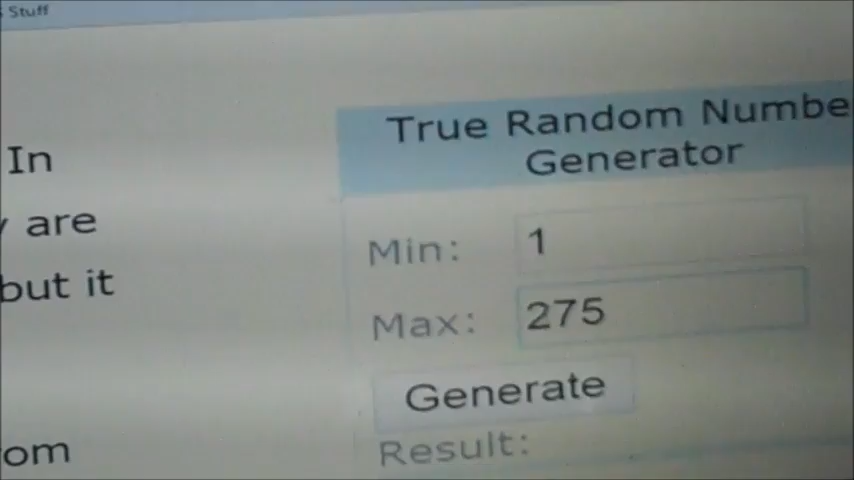 Stuff
True Random Numbe
Generator
In
are
but it
om
Min: 1
Max: 275
Generate
Result: